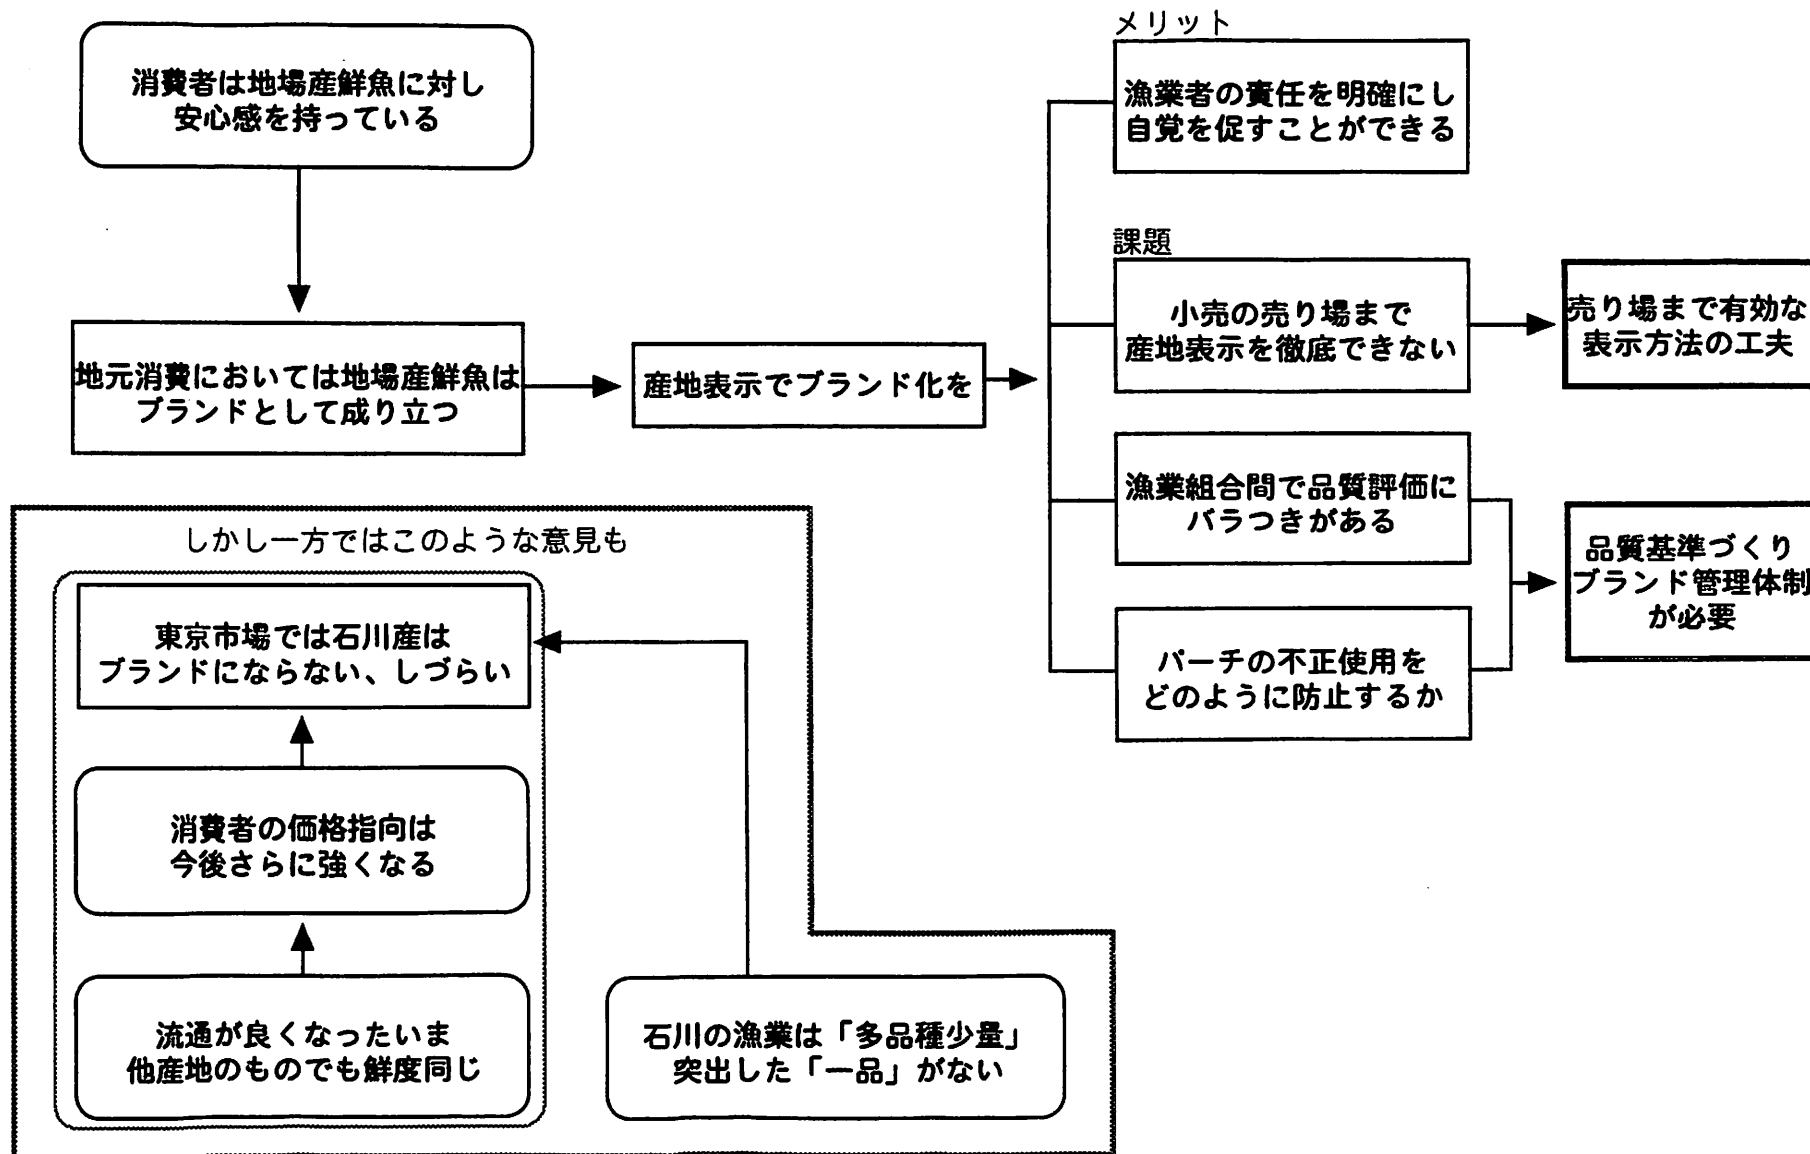 消費者は地場産鮮魚に対し
安心感を持っている
地元消費においては地場産鮮魚は
ブランドとして成り立つ
産地表示でブランド化を
メリット
漁業者の責任を明確にし
自覚を促すことができる
課題
小売の売り場まで
産地表示を徹底できない
売り場まで有効な
表示方法の工夫
漁業組合間で品質評価に
バラつきがある
パーチの不正使用を
どのように防止するか
品質基準づくり
ブランド管理体制
が必要
しかし一方ではこのような意見も
東京市場では石川産は
ブランドにならない、しづらい
消費者の価格指向は
今後さらに強くなる
流通が良くなったいま
他産地のものでも鮮度同じ
石川の漁業は「多品種少量」
突出した「一品」がない